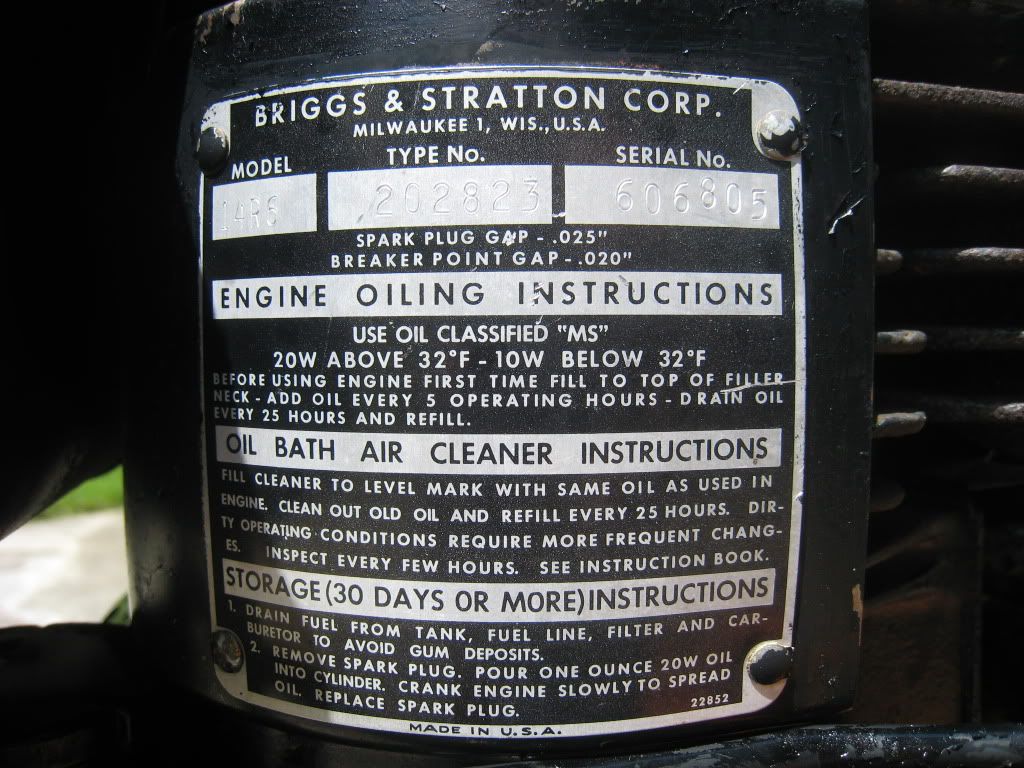 BRIGGS & STRATTON CORP.
MILWAUKEE 1, WIS., U.S.A.
MODEL TYPE No. SERIAL No.
14R6 202823 606805
SPARK PLUG GAP - .025"
BREAKER POINT GAP - .020"
ENGINE OILING INSTRUCTIONS
USE OIL CLASSIFIED "MS"
20W ABOVE 32°F - 10W BELOW 32°F
BEFORE USING ENGINE FIRST TIME FILL TO TOP OF FILLER
NECK - ADD OIL EVERY 5 OPERATING HOURS - DRAIN OIL
EVERY 25 HOURS AND REFILL.
OIL BATH AIR CLEANER INSTRUCTIONS
FILL CLEANER TO LEVEL MARK WITH SAME OIL AS USED IN
ENGINE. CLEAN OUT OLD OIL AND REFILL EVERY 25 HOURS. DIR-
TY OPERATING CONDITIONS REQUIRE MORE FREQUENT CHANG-
ES. INSPECT EVERY FEW HOURS. SEE INSTRUCTION BOOK.
STORAGE (30 DAYS OR MORE) INSTRUCTIONS
1. DRAIN FUEL FROM TANK, FUEL LINE, FILTER AND CAR-
BURETOR TO AVOID GUM DEPOSITS.
2. REMOVE SPARK PLUG. POUR ONE OUNCE 20W OIL
INTO CYLINDER. CRANK ENGINE SLOWLY TO SPREAD
OIL. REPLACE SPARK PLUG.
22852
MADE IN U.S.A.